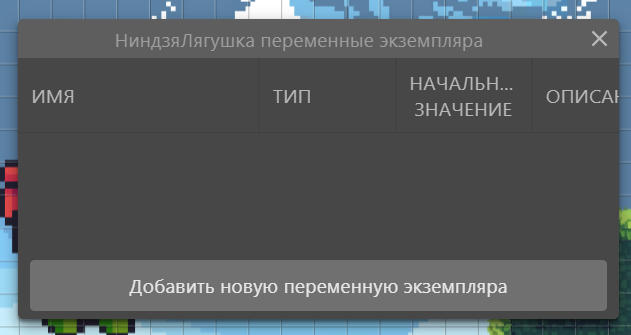 НиндзяЛягушка переменные экземпляра
ИМЯ
ТИП
НАЧАЛЬН...
ЗНАЧЕНИЕ
ОПИСАН
Добавить новую переменную экземпляра